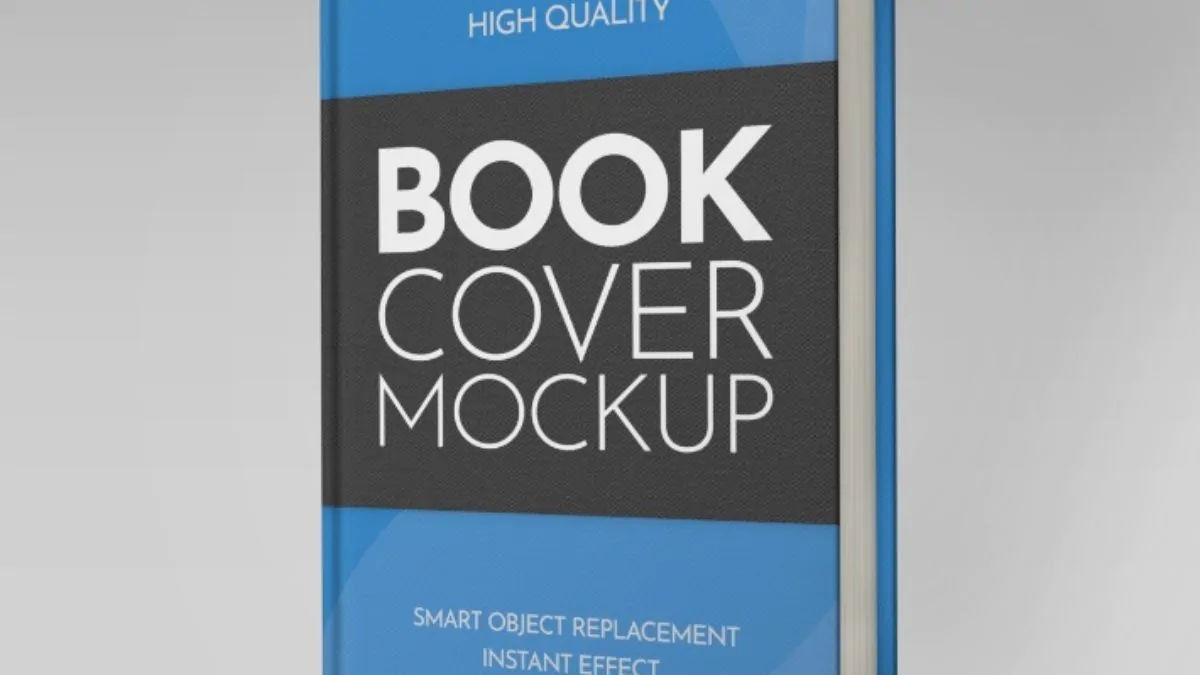 HIGH QUALITY
BOOK
COVER
MOCKUP
SMART OBJECT REPLACEMENT
INSTANT EFFECT